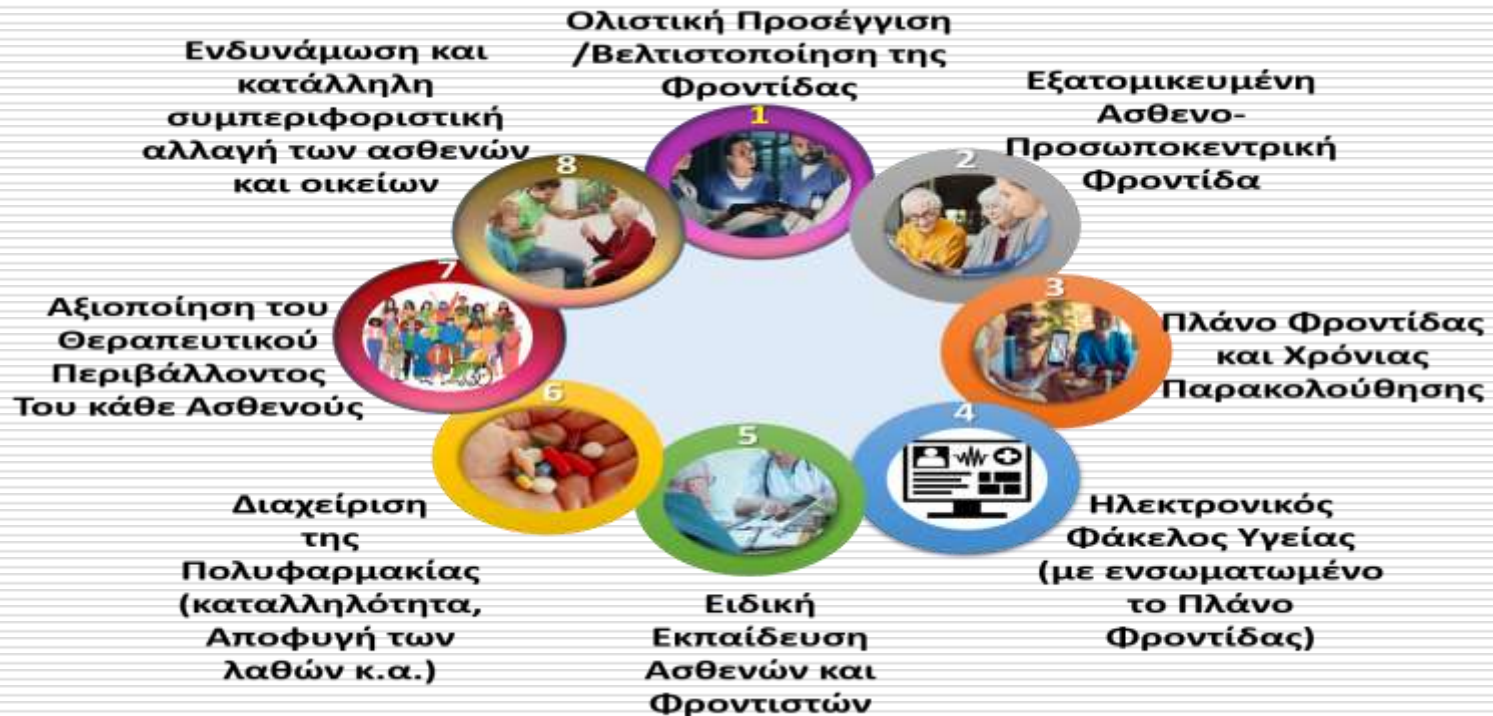 1
Ολιστική Προσέγγιση
/Βελτιστοποίηση της
Φροντίδας
2
Εξατομικευμένη
Ασθενο-
Προσωποκεντρική
Φροντίδα
3
Πλάνο Φροντίδας
και Χρόνιας
Παρακολούθησης
4
Ηλεκτρονικός
Φάκελος Υγείας
(με ενσωματωμένο
το Πλάνο
Φροντίδας)
5
Ειδική
Εκπαίδευση
Ασθενών και
Φροντιστών
6
Διαχείριση
της
Πολυφαρμακίας
(καταλληλότητα,
Αποφυγή των
λαθών κ.α.)
7
Αξιοποίηση του
Θεραπευτικού
Περιβάλλοντος
Του κάθε Ασθενούς
8
Ενδυνάμωση και
κατάλληλη
συμπεριφοριστική
αλλαγή των ασθενών
και οικείων